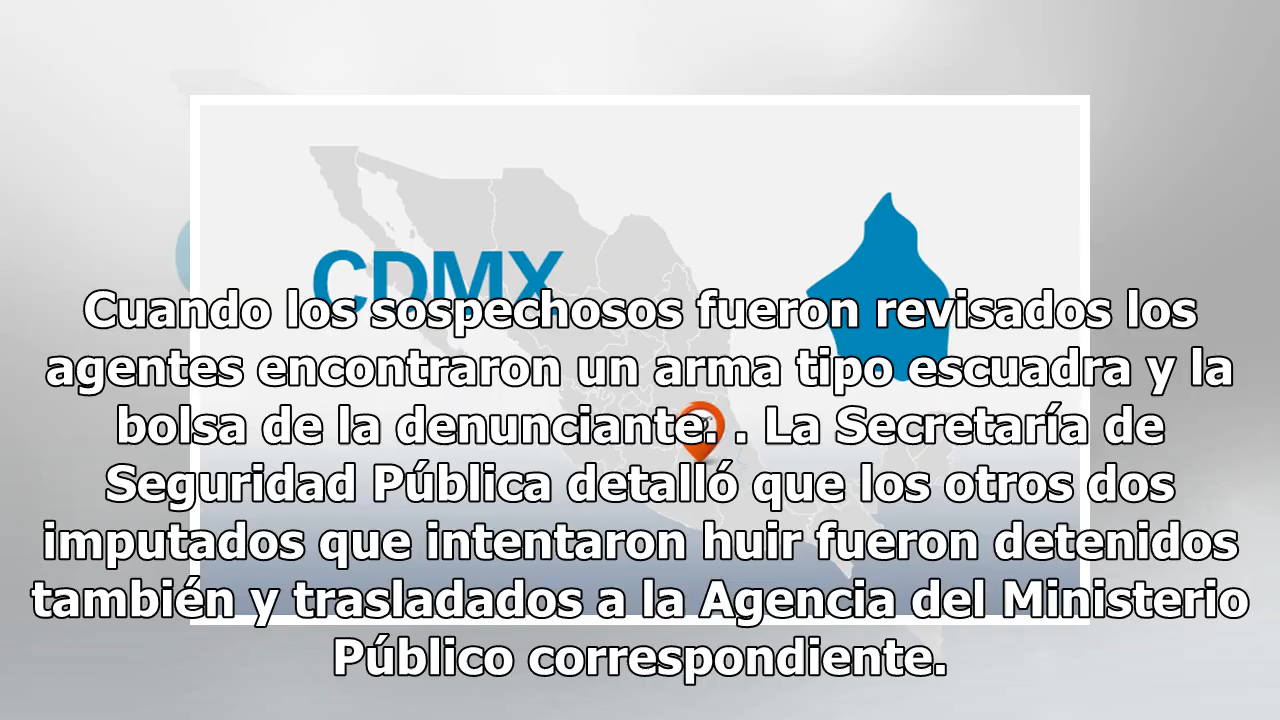 CDMX
Cuando los sospechosos fueron revisados los
agentes encontraron un arma tipo escuadra y la
bolsa de la denunciante. . La Secretaría de
Seguridad Pública detalló que los otros dos
imputados que intentaron huir fueron detenidos
también y trasladados a la Agencia del Ministerio
Público correspondiente.